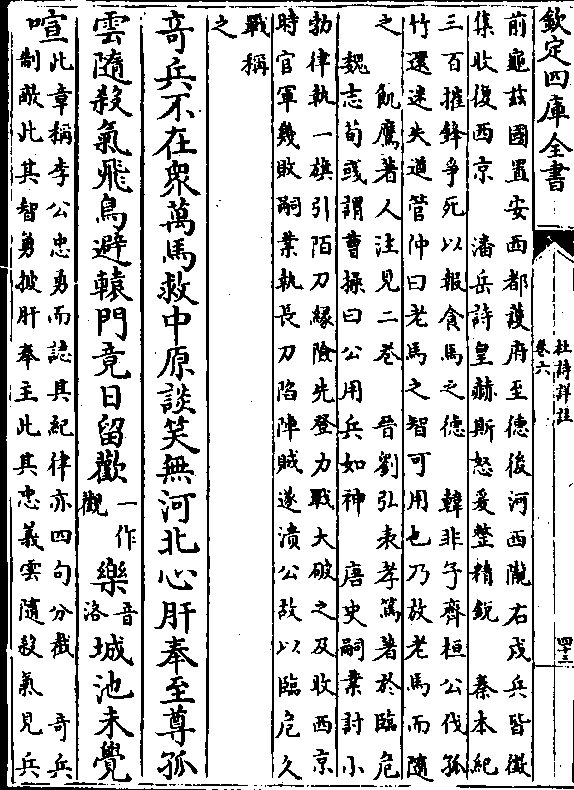 欽定四庫全書
杜詩詳註
卷六
四十三
前龜茲國置安西都護府至德後河西隴右戍兵皆徵
集收復西京　潘岳詩皇赫斯怒爰整精銳　秦本紀
三百摧鋒爭死以報食馬之德　韓非子齊桓公伐孤
竹還迷失道管仲曰老馬之智可用也乃放老馬而隨
之　飢鷹著人注見二卷　晉劉弘表孝篤著於臨危
魏志荀彧謂曹操曰公用兵如神　唐史嗣業討小
勃律執一旗引陌刀緣險先登力戰大破之及收西京
時官軍幾敗嗣業執長刀陷陣賊遂潰公故以臨危久
戰稱
之
奇兵不在衆萬馬救中原談笑無河北心肝奉至尊孤
雲隨殺氣飛鳥避轅門竟日留歡一作觀樂音洛城池未覺
喧此章稱李公忠勇而誌其紀律亦四句分截　奇兵
制敵此其智勇披肝奉主此其忠義雲隨殺氣見兵